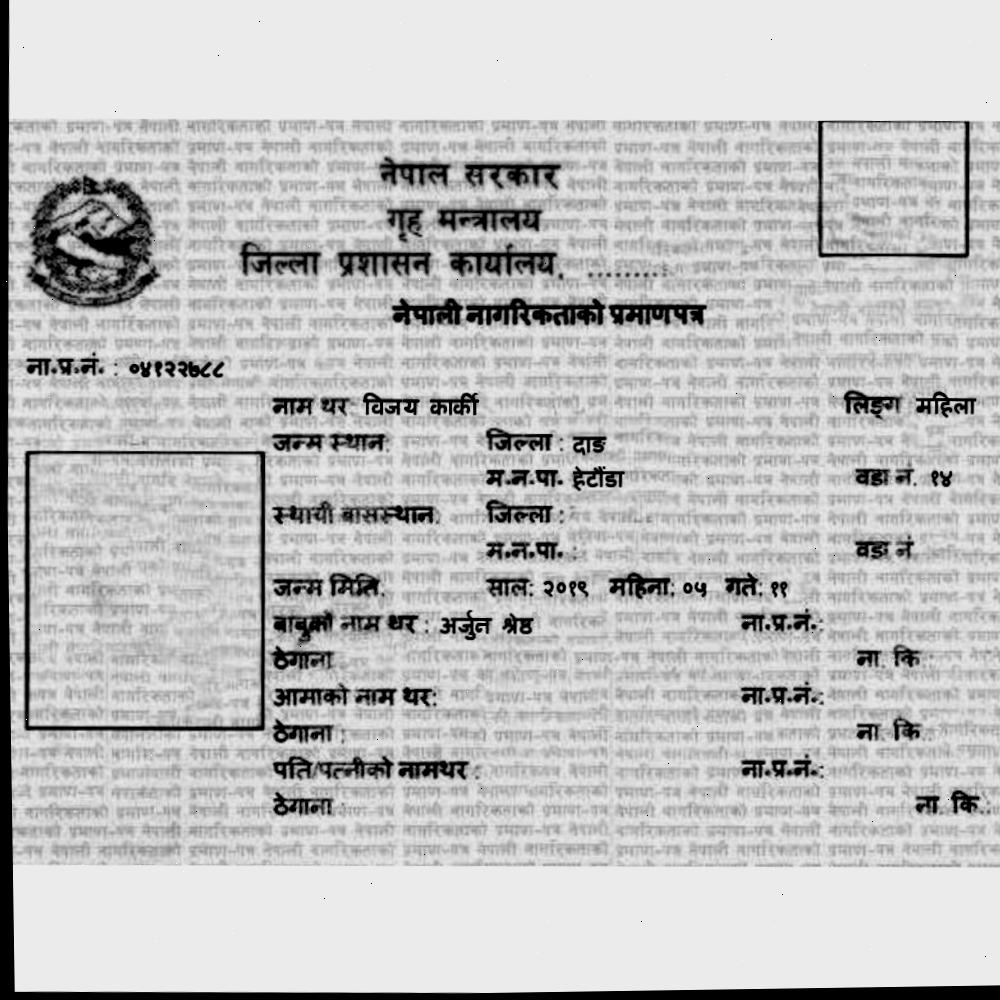 नेपाल सरकार
गृह मन्त्रालय
जिल्ला प्रशासन कार्यालय, .........
नेपाली नागरिकताको प्रमाणपत्र
ना.प्र.नं. : ०४१२२७८८
नाम थर: विजय कार्की लिङ्ग महिला
जन्म स्थान: जिल्ला : दाङ
म.न.पा. हेटौंडा वडा नं. १४
स्थायी बासस्थान: जिल्ला :
म.न.पा. : वडा नं
जन्म मिति: साल: २०१९ महिना: ०५ गते: ११
बाबुको नाम थर : अर्जुन श्रेष्ठ ना.प्र.नं.:
ठेगाना ना. कि.:
आमाको नाम थर: ना.प्र.नं.:
ठेगाना : ना. कि.
पति/पत्नीको नामथर : ना.प्र.नं.:
ठेगाना : ना. कि.: